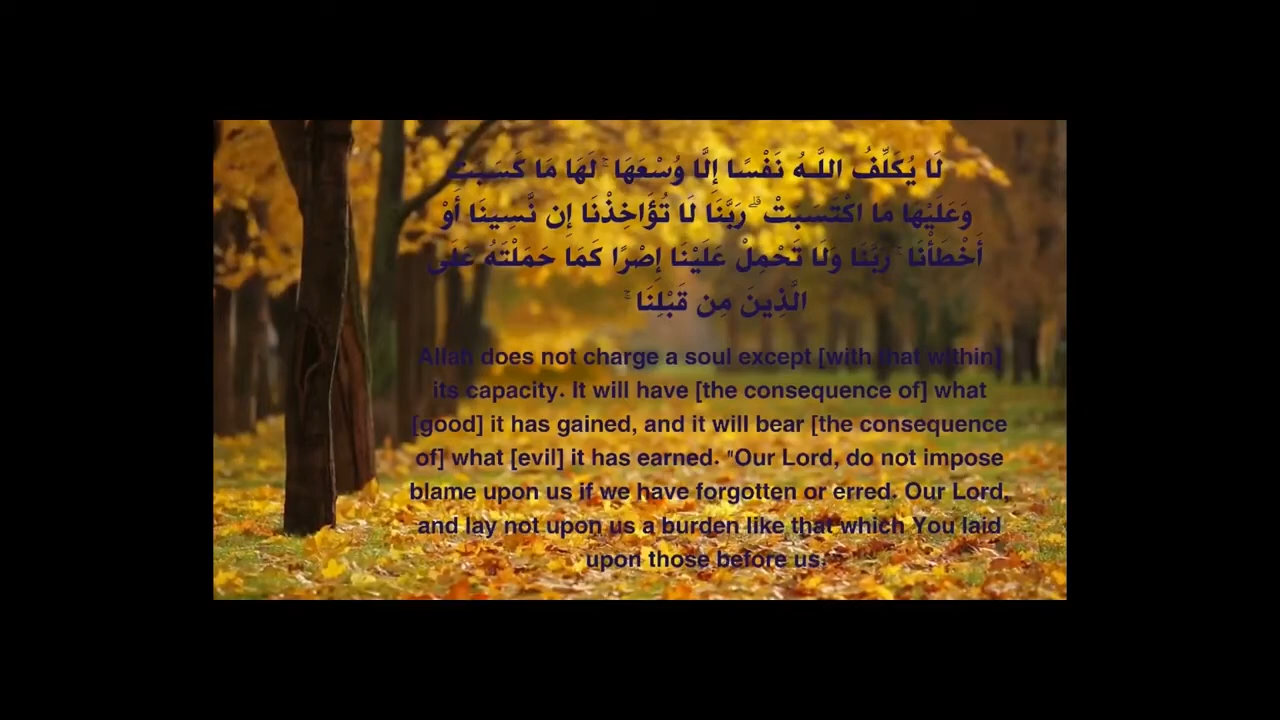 لَا يُكَلِّفُ اللَّـهُ نَفْسًا إِلَّا وُسْعَهَا ۚ لَهَا مَا كَسَبَتْ
وَعَلَيْهَا مَا اكْتَسَبَتْ ۗ رَبَّنَا لَا تُؤَاخِذْنَا إِن نَّسِينَا أَوْ
أَخْطَأْنَا ۚ رَبَّنَا وَلَا تَحْمِلْ عَلَيْنَا إِصْرًا كَمَا حَمَلْتَهُ عَلَى
الَّذِينَ مِن قَبْلِنَا ۚ
Allah does not charge a soul except [with that within]
its capacity. It will have [the consequence of] what
[good] it has gained, and it will bear [the consequence
of] what [evil] it has earned. "Our Lord, do not impose
blame upon us if we have forgotten or erred. Our Lord,
and lay not upon us a burden like that which You laid
upon those before us.